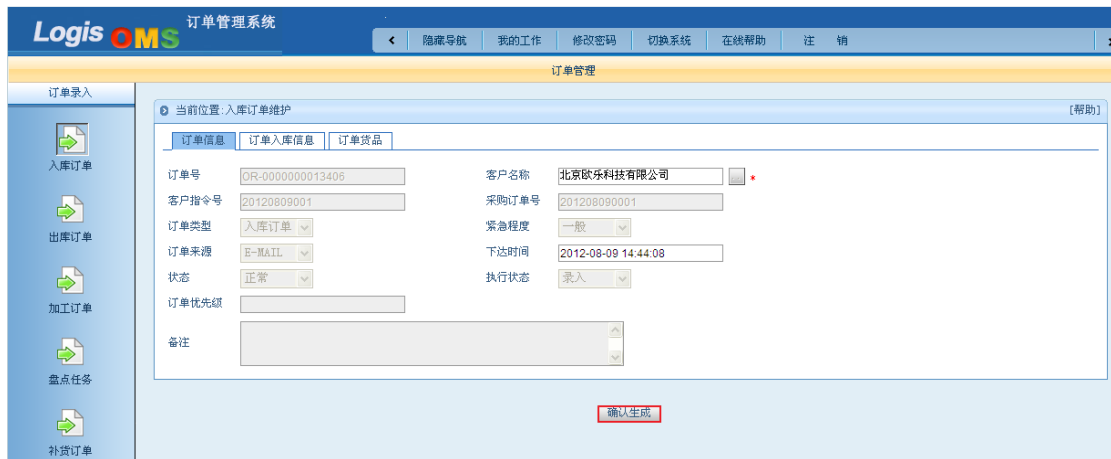 Logis OMS 订单管理系统
隐藏导航 我的工作 修改密码 切换系统 在线帮助 注 销
订单管理
订单录入
入库订单
出库订单
加工订单
盘点任务
补货订单
当前位置:入库订单维护 [帮助]
订单信息 订单入库信息 订单货品
订单号 OR-0000000013406 客户名称 北京欧乐科技有限公司 *
客户指令号 20120809001 采购订单号 201208090001
订单类型 入库订单 紧急程度 一般
订单来源 E-MAIL 下达时间 2012-08-09 14:44:08
状态 正常 执行状态 录入
订单优先级
备注
确认生成